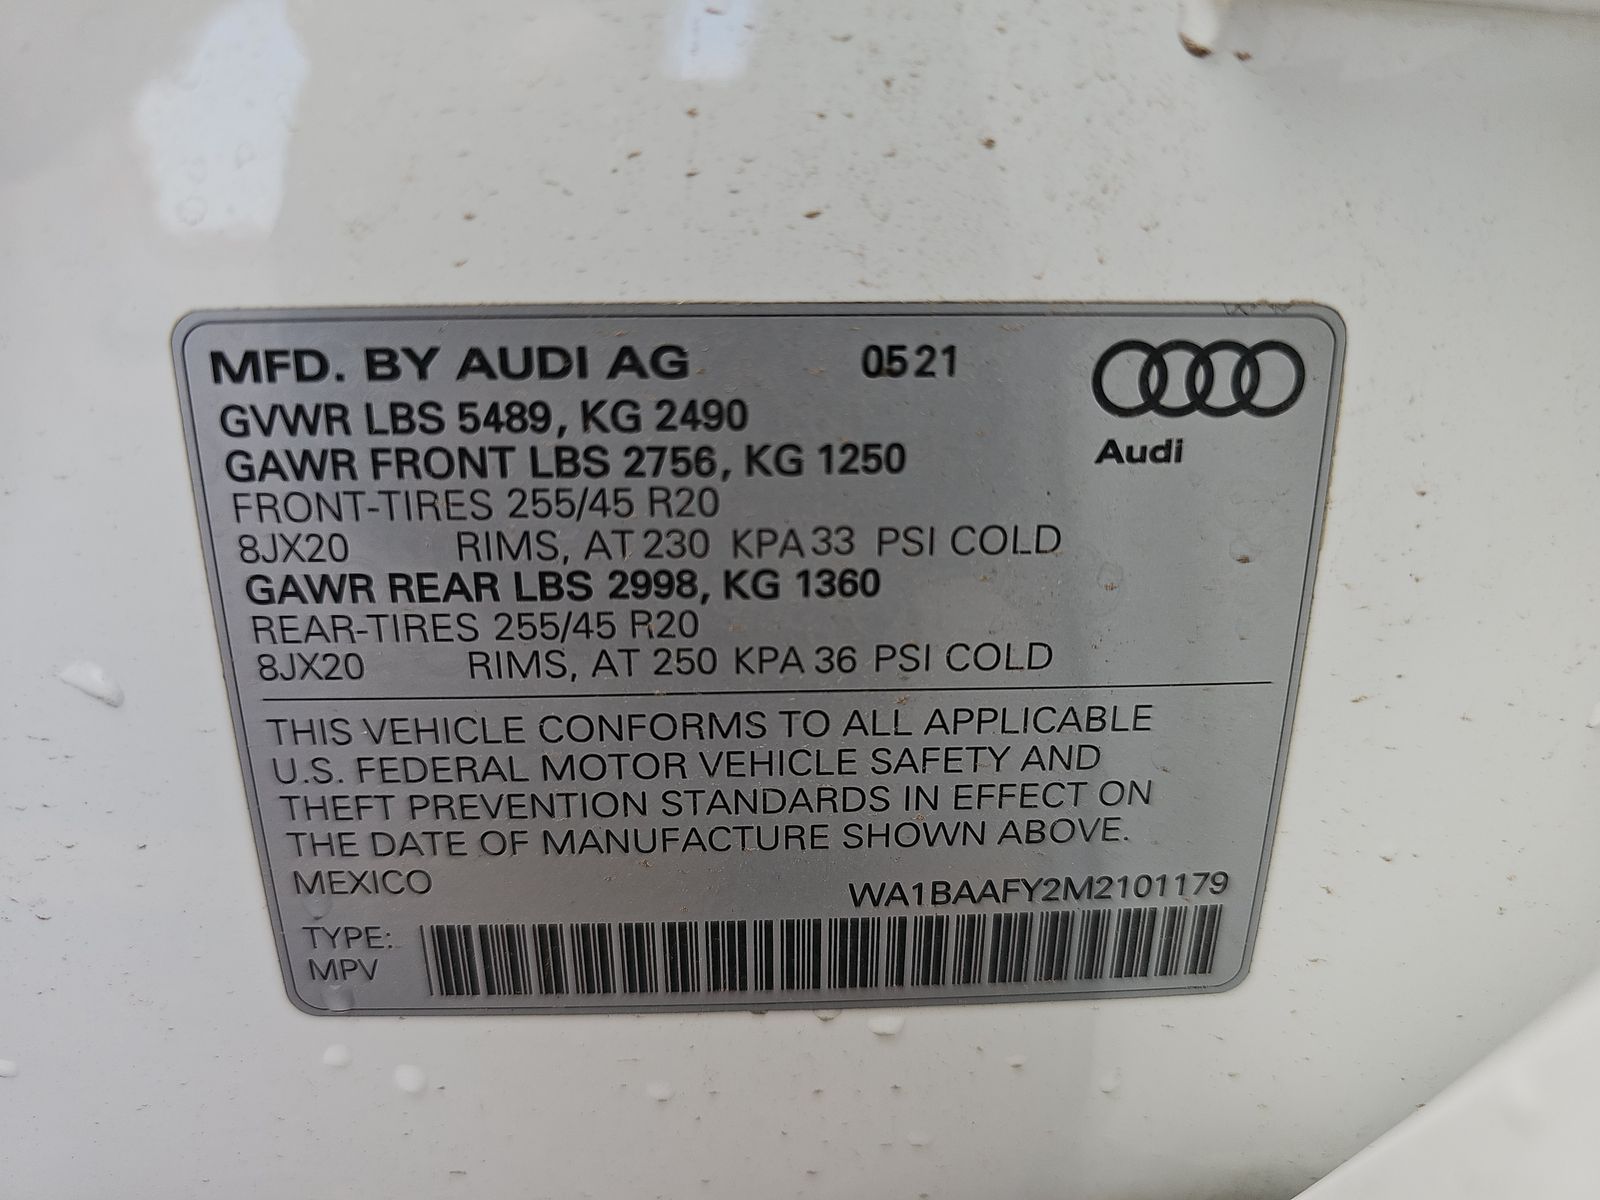 MFD. BY AUDI AG 05 21
GVWR LBS 5489, KG 2490
GAWR FRONT LBS 2756, KG 1250
FRONT-TIRES 255/45 R20
8JX20 RIMS, AT 230 KPA 33 PSI COLD
GAWR REAR LBS 2998, KG 1360
REAR-TIRES 255/45 R20
8JX20 RIMS, AT 250 KPA 36 PSI COLD
Audi
THIS VEHICLE CONFORMS TO ALL APPLICABLE
U.S. FEDERAL MOTOR VEHICLE SAFETY AND
THEFT PREVENTION STANDARDS IN EFFECT ON
THE DATE OF MANUFACTURE SHOWN ABOVE.
MEXICO WA1BAAFY2M2101179
TYPE:
MPV